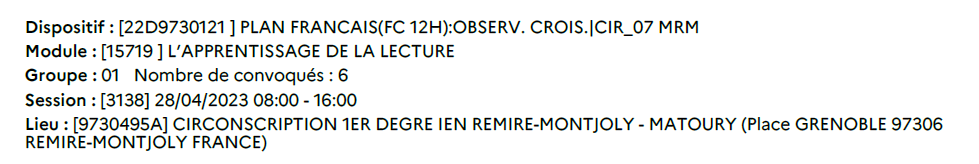 Dispositif : [22D9730121 ] PLAN FRANCAIS(FC 12H):OBSERV. CROIS.|CIR_07 MRM
Module : [15719 ] L’APPRENTISSAGE DE LA LECTURE
Groupe : 01 Nombre de convoqués : 6
Session : [3138] 28/04/2023 08:00 - 16:00
Lieu : [9730495A] CIRCONSCRIPTION 1ER DEGRE IEN REMIRE-MONTJOLY - MATOURY (Place GRENOBLE 97306
REMIRE-MONTJOLY FRANCE)